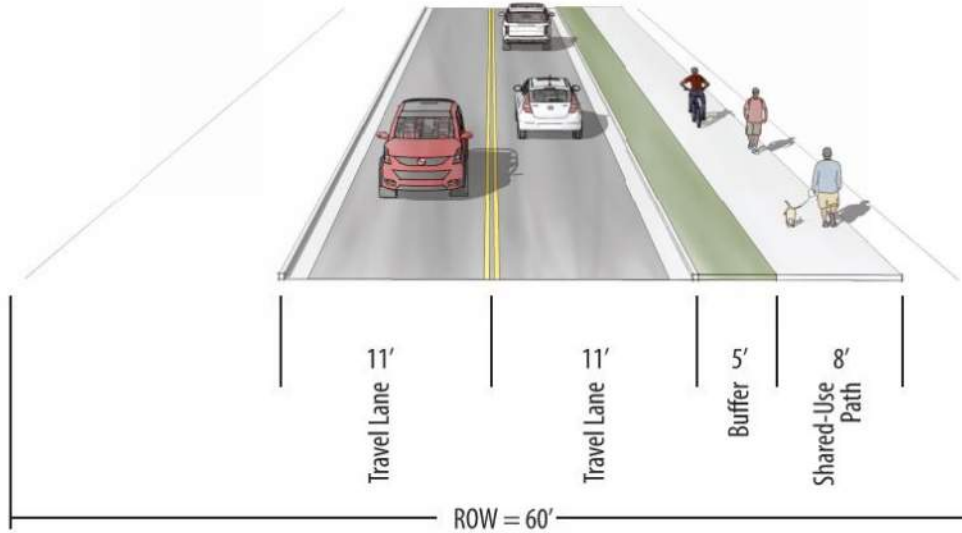 11′
Travel Lane
11′
Travel Lane
5′
Buffer
8′
Shared-Use
Path
ROW = 60′